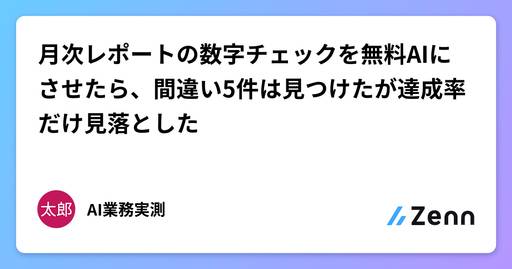 月次レポートの数字チェックを無料AIに
させたら、間違い5件は見つけたが達成率
だけ見落とした
太郎
AI業務実測
Zenn